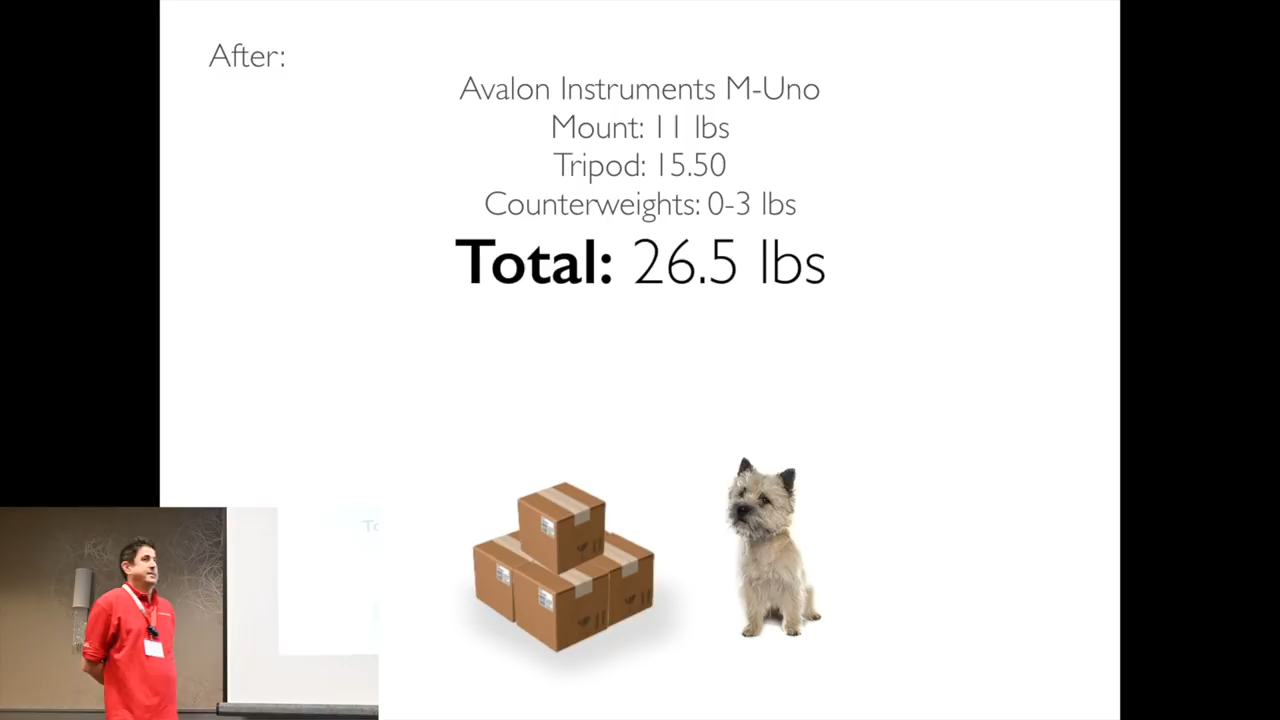 After:
Avalon Instruments M-Uno
Mount: 11 lbs
Tripod: 15.50
Counterweights: 0-3 lbs
Total: 26.5 lbs